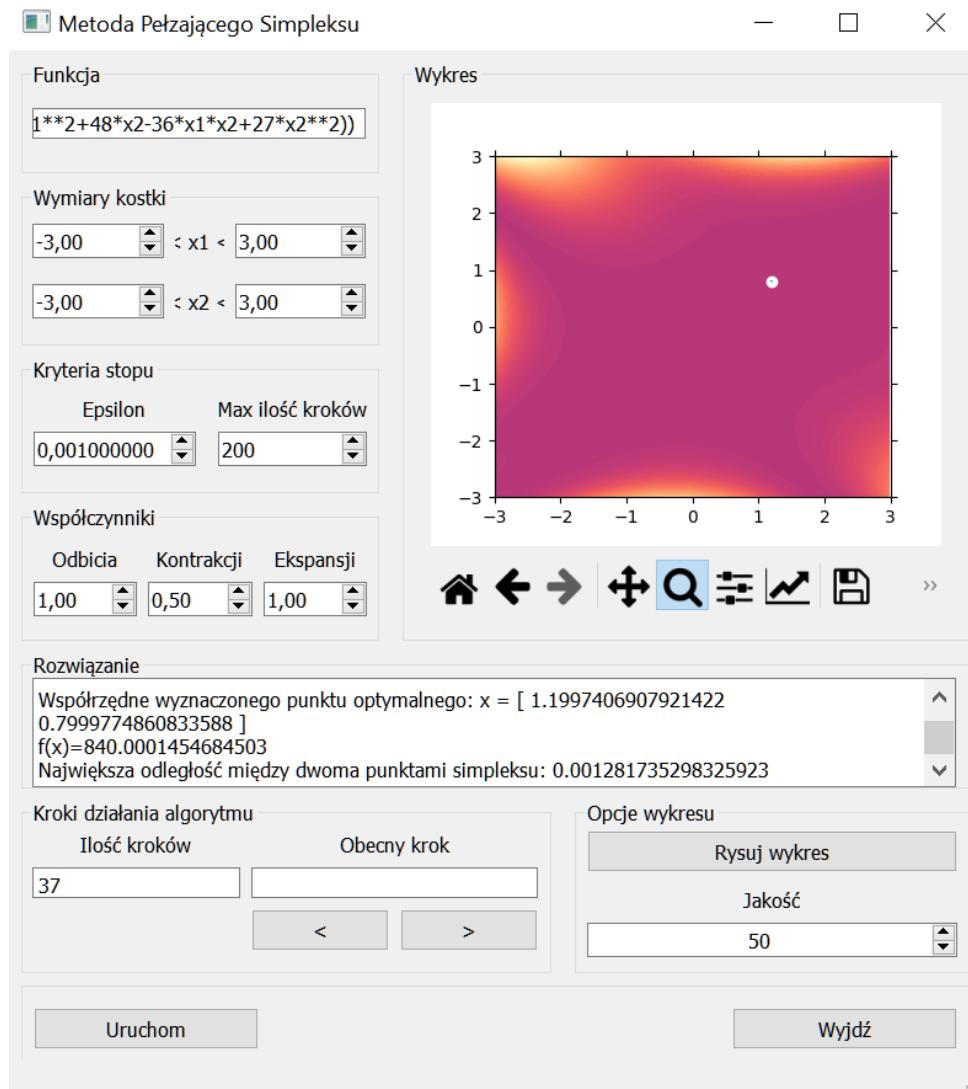 Metoda Pełzającego Simpleksu
Funkcja
1**2+48*x2-36*x1*x2+27*x2**2))
Wymiary kostki
-3,00 < x1 < 3,00
-3,00 < x2 < 3,00
Kryteria stopu
Epsilon Max ilość kroków
0,001000000 200
Współczynniki
Odbicia Kontrakcji Ekspansji
1,00 0,50 1,00
Wykres
3
2
1
0
−1
−2
−3
−3 −2 −1 0 1 2 3
Rozwiązanie
Współrzędne wyznaczonego punktu optymalnego: x = [ 1.1997406907921422
0.7999774860833588 ]
f(x)=840.0001454684503
Największa odległość między dwoma punktami simpleksu: 0.001281735298325923
Kroki działania algorytmu
Ilość kroków Obecny krok
37
< >
Opcje wykresu
Rysuj wykres
Jakość
50
Uruchom Wyjdź